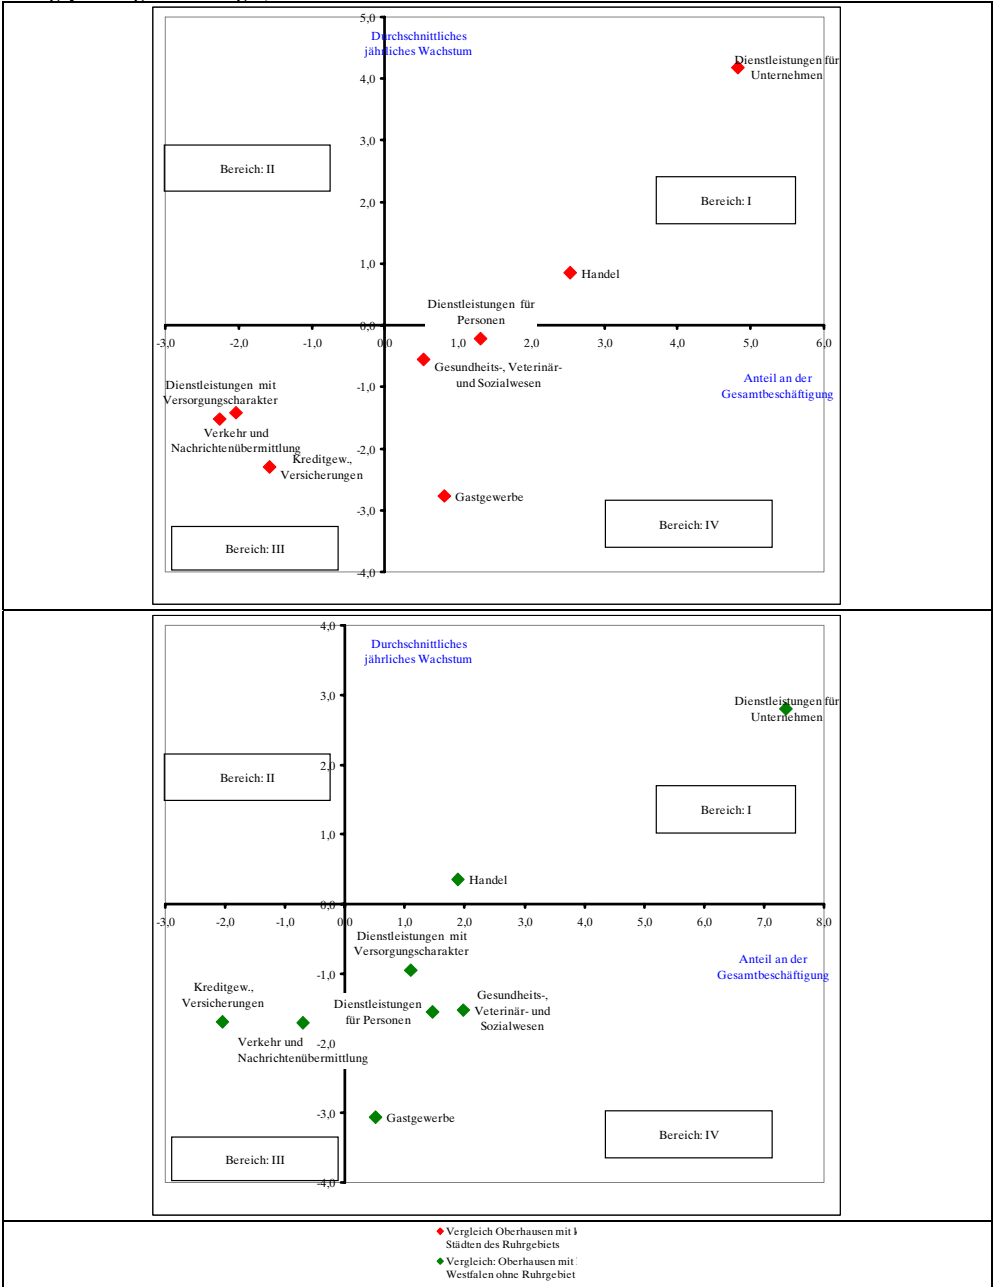 5,0
Durchschnittliches
jährliches Wachstum
4,0
Dienstleistungen für
Unternehmen
3,0
Bereich: II
2,0
Bereich: I
1,0
Handel
Dienstleistungen für
Personen
0,0
-3,0 -2,0 -1,0 0,0 1,0 2,0 3,0 4,0 5,0 6,0
Gesundheits-, Veterinär-
und Sozialwesen
Anteil an der
Gesamtbeschäftigung
-1,0
Dienstleistungen mit
Versorgungscharakter
Verkehr und
Nachrichtenübermittlung
-2,0
Kreditgew.,
Versicherungen
Gastgewerbe
-3,0
Bereich: IV
Bereich: III
-4,0
4,0
Durchschnittliches
jährliches Wachstum
3,0
Dienstleistungen für
Unternehmen
Bereich: II
2,0
Bereich: I
1,0
Handel
0,0
-3,0 -2,0 -1,0 0,0 1,0 2,0 3,0 4,0 5,0 6,0 7,0 8,0
Dienstleistungen mit
Versorgungscharakter
Anteil an der
Gesamtbeschäftigung
-1,0
Kreditgew.,
Versicherungen
Dienstleistungen
für Personen
Gesundheits-,
Veterinär- und
Sozialwesen
Verkehr und
Nachrichtenübermittlung
-2,0
-3,0
Gastgewerbe
Bereich: IV
Bereich: III
-4,0
Vergleich Oberhausen mit
Städten des Ruhrgebiets
Vergleich: Oberhausen mit
Westfalen ohne Ruhrgebiet